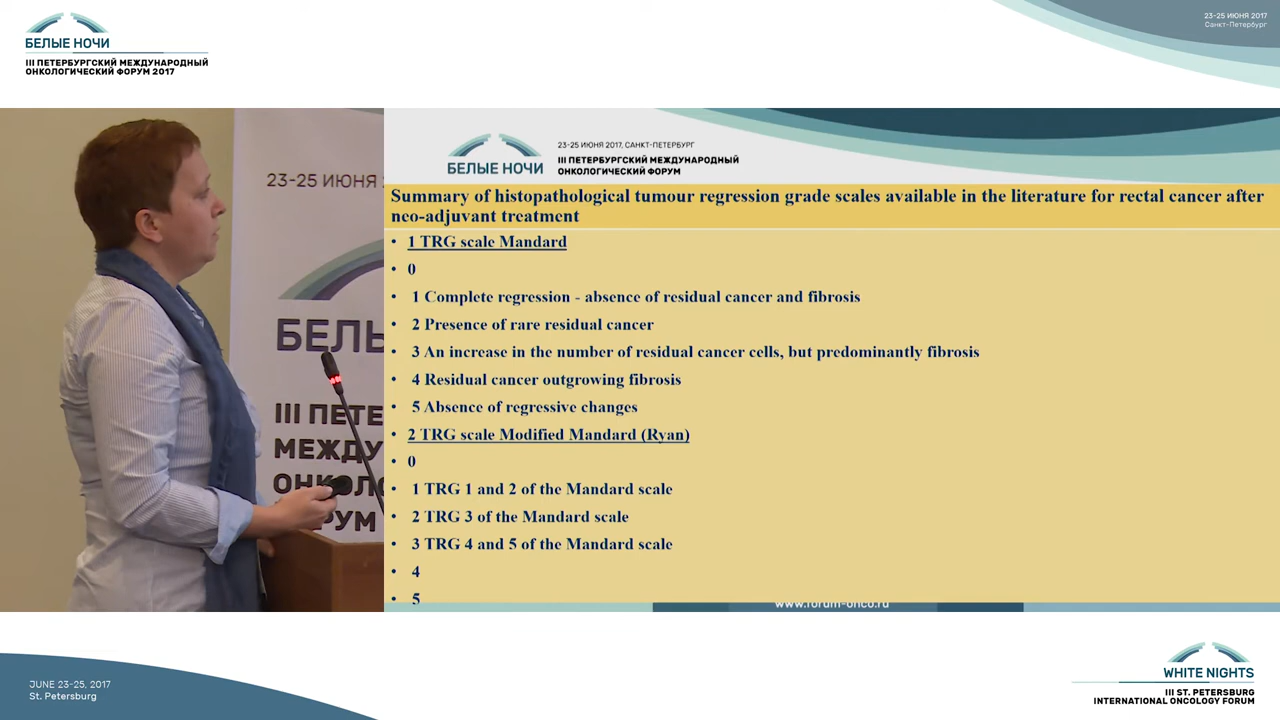 БЕЛЫЕ НОЧИ
III ПЕТЕРБУРГСКИЙ МЕЖДУНАРОДНЫЙ
ОНКОЛОГИЧЕСКИЙ ФОРУМ 2017
23-25 ИЮНЯ 2017
Санкт-Петербург
23-25 ИЮНЯ
БЕЛЫ
III ПЕТЕ
МЕЖДУ
ОНКОЛ
РУМ
23-25 ИЮНЯ 2017, САНКТ-ПЕТЕРБУРГ
БЕЛЫЕ НОЧИ
III ПЕТЕРБУРГСКИЙ МЕЖДУНАРОДНЫЙ
ОНКОЛОГИЧЕСКИЙ ФОРУМ
Summary of histopathological tumour regression grade scales available in the literature for rectal cancer after
neo-adjuvant treatment
• 1 TRG scale Mandard
• 0
• 1 Complete regression - absence of residual cancer and fibrosis
• 2 Presence of rare residual cancer
• 3 An increase in the number of residual cancer cells, but predominantly fibrosis
• 4 Residual cancer outgrowing fibrosis
• 5 Absence of regressive changes
• 2 TRG scale Modified Mandard (Ryan)
• 0
• 1 TRG 1 and 2 of the Mandard scale
• 2 TRG 3 of the Mandard scale
• 3 TRG 4 and 5 of the Mandard scale
• 4
• 5
www.forum-onco.ru
JUNE 23-25, 2017
St. Petersburg
WHITE NIGHTS
III ST. PETERSBURG
INTERNATIONAL ONCOLOGY FORUM